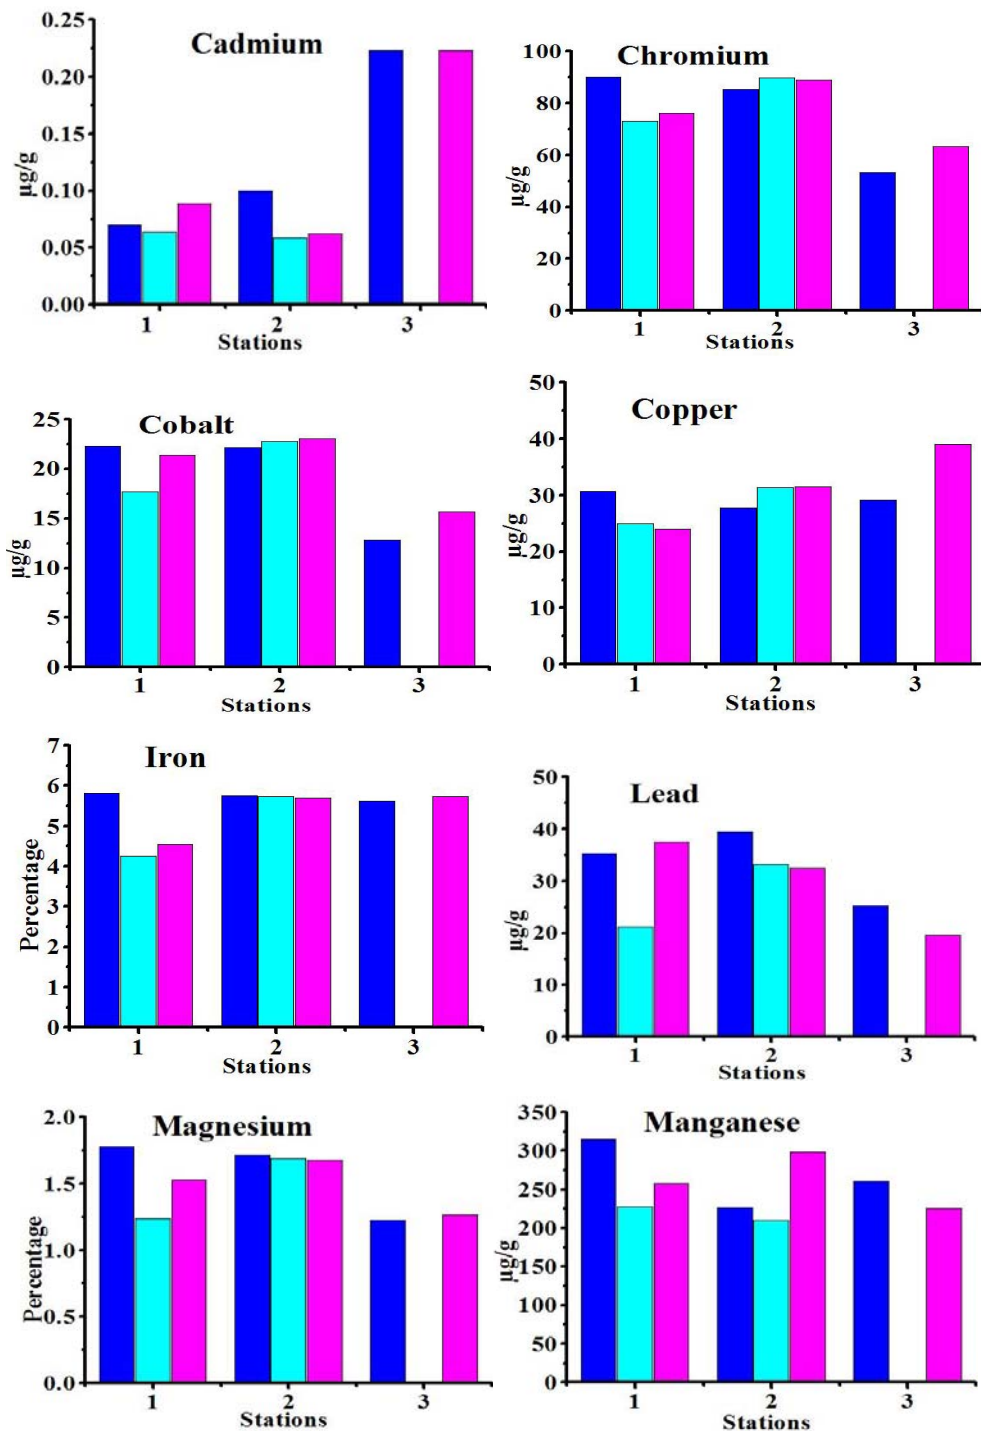 Cadmium
0.25
0.20
0.15
0.10
0.05
0.00
µg/g
1 2 3
Stations
Chromium
100
80
60
40
20
0
µg/g
1 2 3
Stations
Cobalt
25
20
15
10
5
0
µg/g
1 2 3
Stations
Copper
50
40
30
20
10
0
µg/g
1 2 3
Stations
Iron
7
6
5
4
3
2
1
0
Percentage
1 2 3
Stations
Lead
50
40
30
20
10
0
µg/g
1 2 3
Stations
Magnesium
2.0
1.5
1.0
0.5
0.0
Percentage
1 2 3
Stations
Manganese
350
300
250
200
150
100
50
0
µg/g
1 2 3
Stations